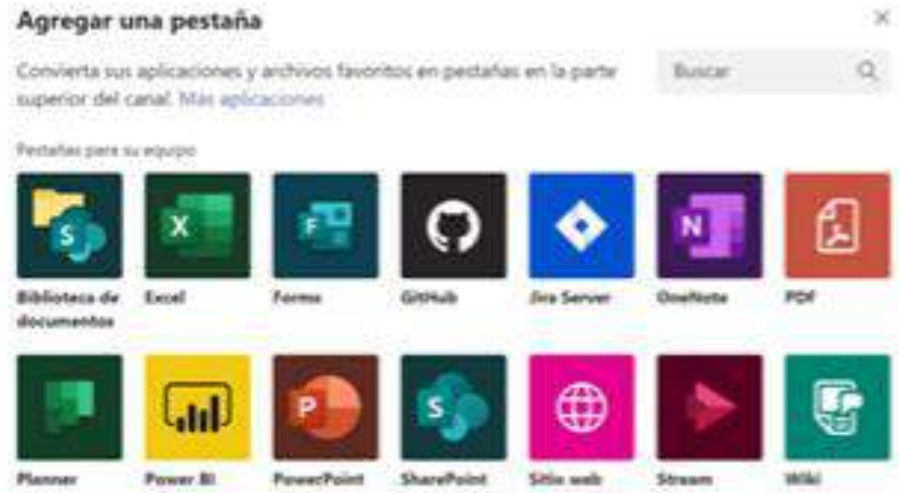 Agregar una pestaña
Convierta sus aplicaciones y archivos favoritos en pestañas en la parte
superior del canal. Más aplicaciones
Buscar
Pestañas para su equipo
Biblioteca de
documentos
Excel
Forms
GitHub
Jira Server
OneNote
PDF
Planner
Power BI
PowerPoint
SharePoint
Sitio web
Stream
Wiki